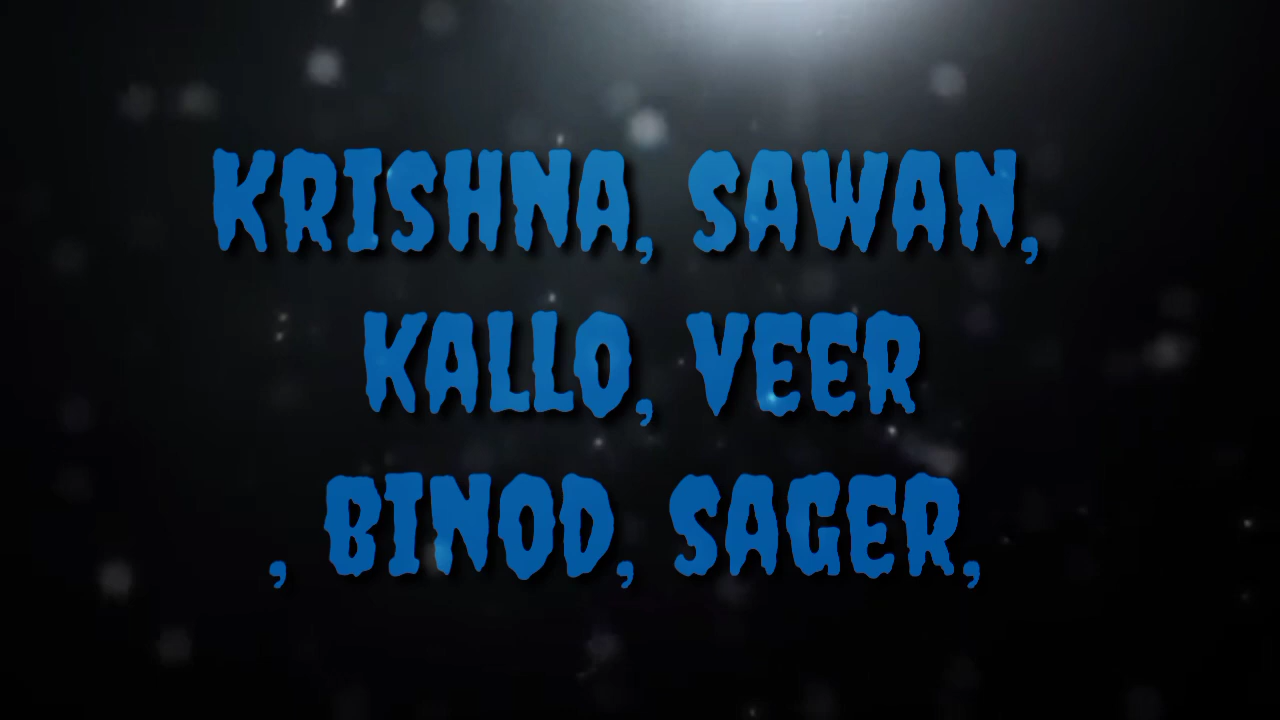 KRISHNA, SAWAN,
KALLO, VEER
, BINOD, SAGER,